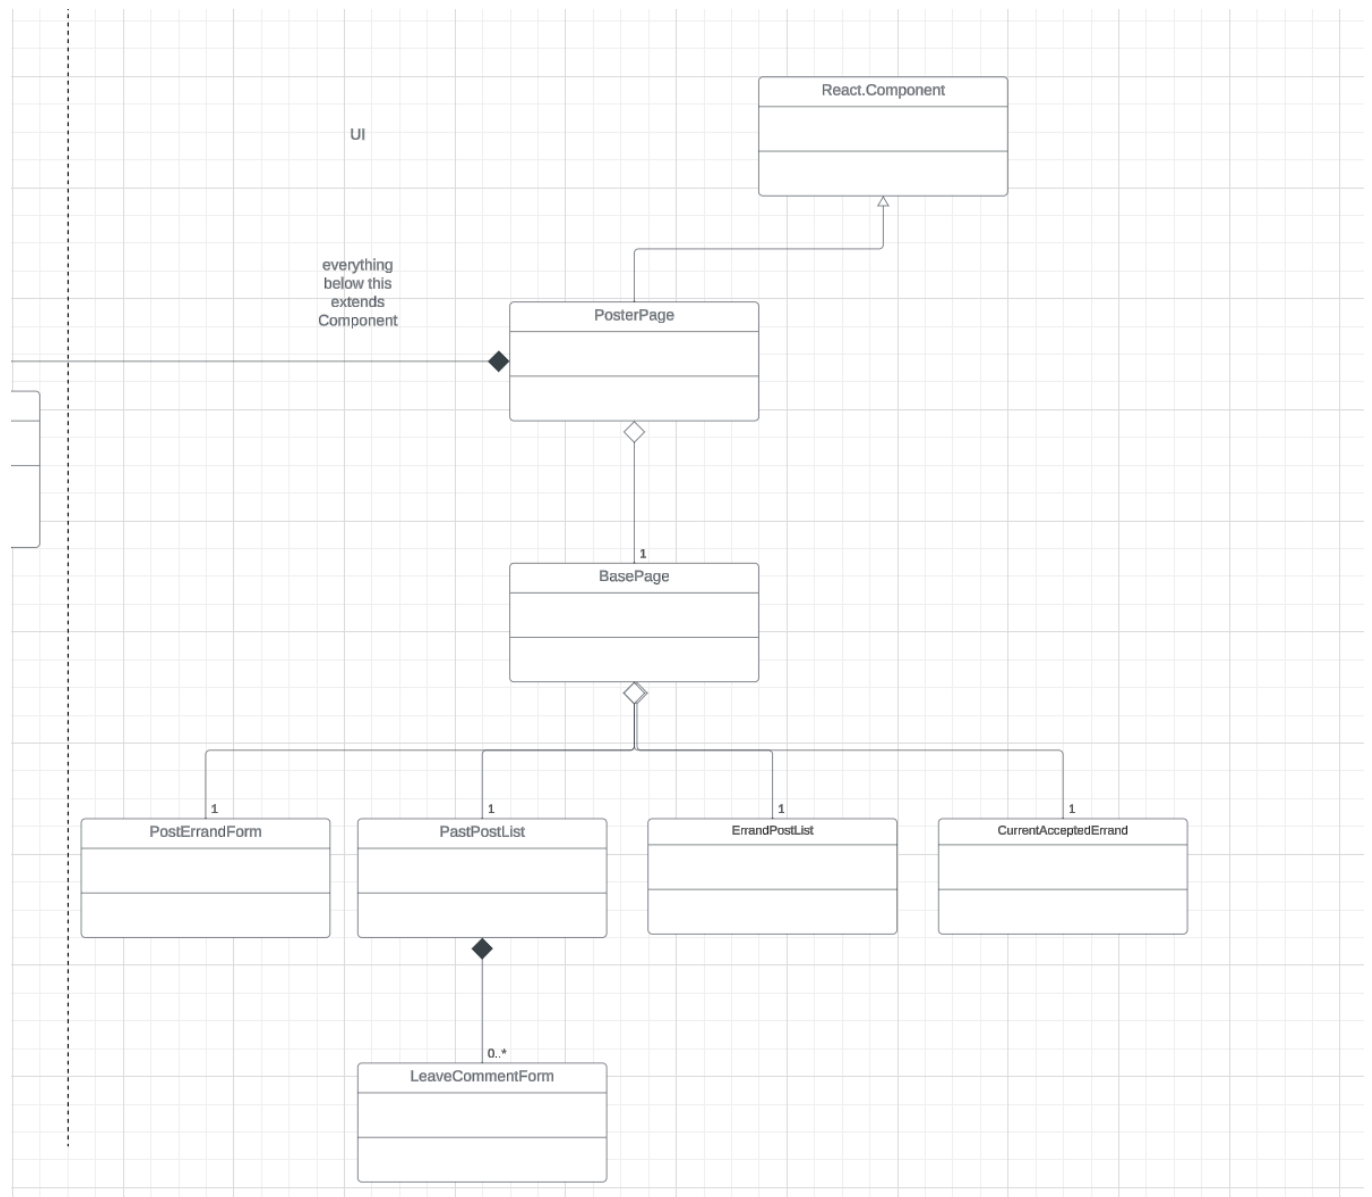 React.Component
UI
everything
below this
extends
Component
PosterPage
1
BasePage
1
1
1
1
PostErrandForm
PastPostList
ErrandPostList
CurrentAcceptedErrand
0..*
LeaveCommentForm